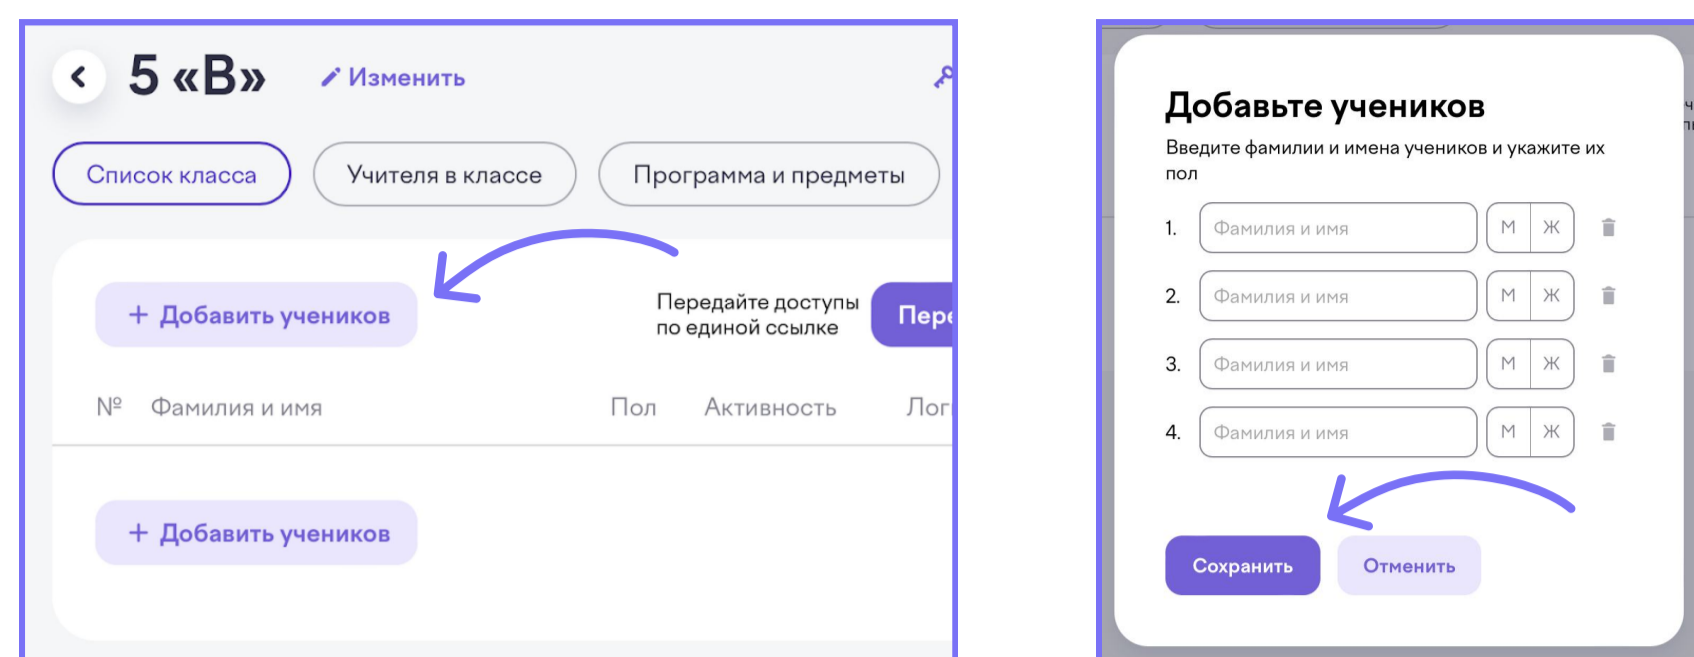 5 «В»
Изменить
Список класса
Учителя в классе
Программа и предметы
+ Добавить учеников
Передайте доступы
по единой ссылке
№ Фамилия и имя Пол Активность
+ Добавить учеников
Добавьте учеников
Введите фамилии и имена учеников и укажите их
пол
1. Фамилия и имя М Ж
2. Фамилия и имя М Ж
3. Фамилия и имя М Ж
4. Фамилия и имя М Ж
Сохранить
Отменить